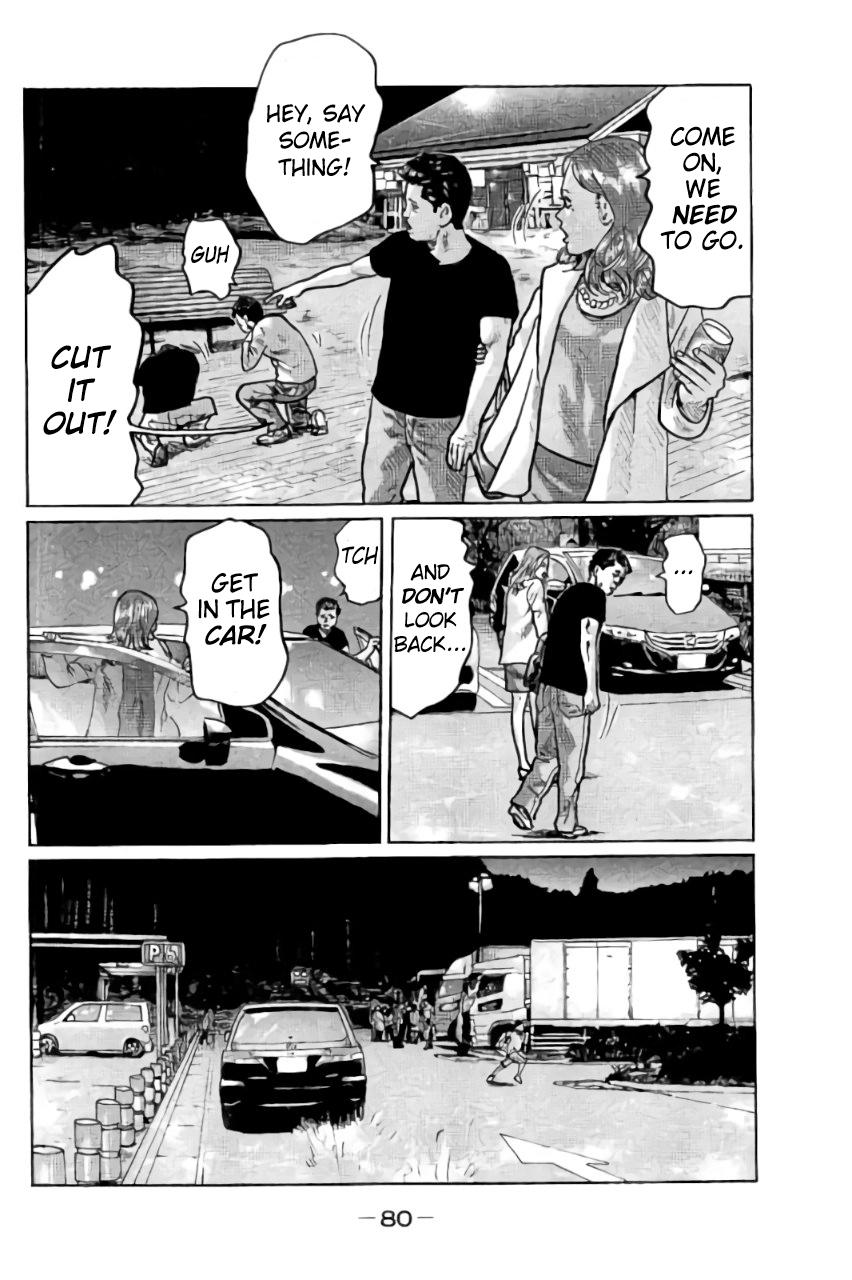 COME
ON,
WE
NEED
TO GO.
HEY, SAY
SOME-
THING!
GUH
CUT
IT
OUT!
...
AND
DON'T
LOOK
BACK...
TCH
GET
IN THE
CAR!
P
-80-